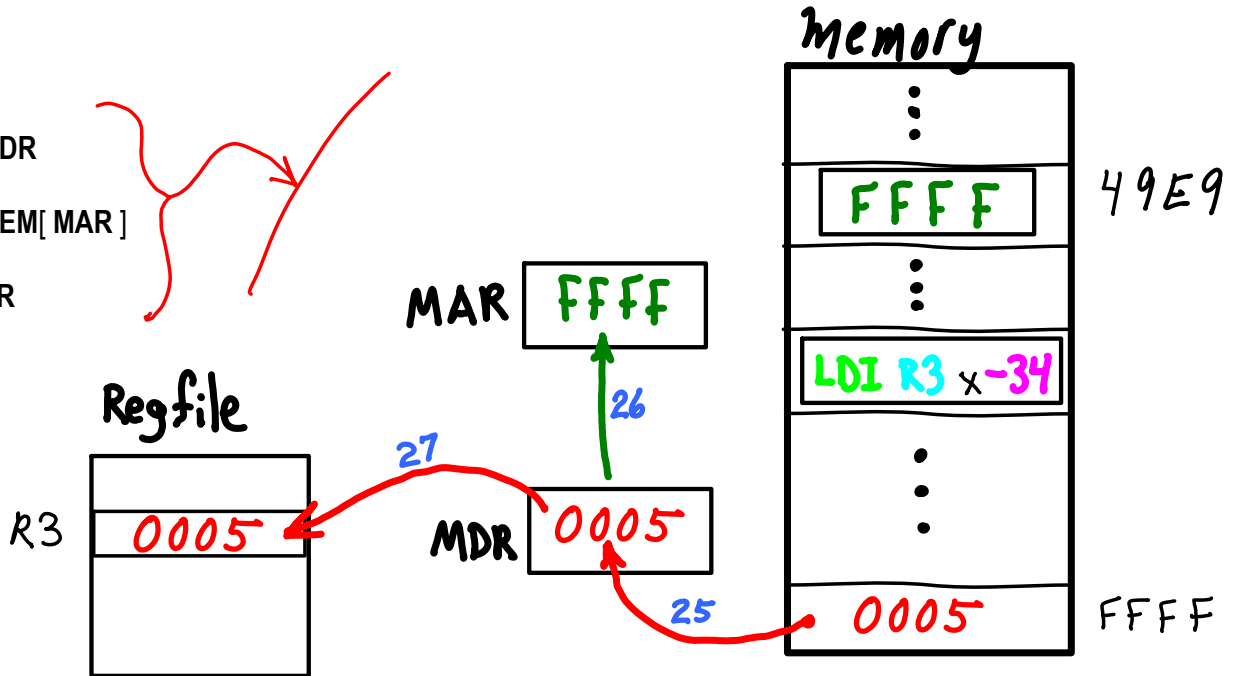 Memory
DR
EM[ MAR ]
R
FFFF
49E9
MAR
FFFF
LDI R3 x -34
26
Regfile
27
R3
0005
MDR
0005
25
0005
FFFF